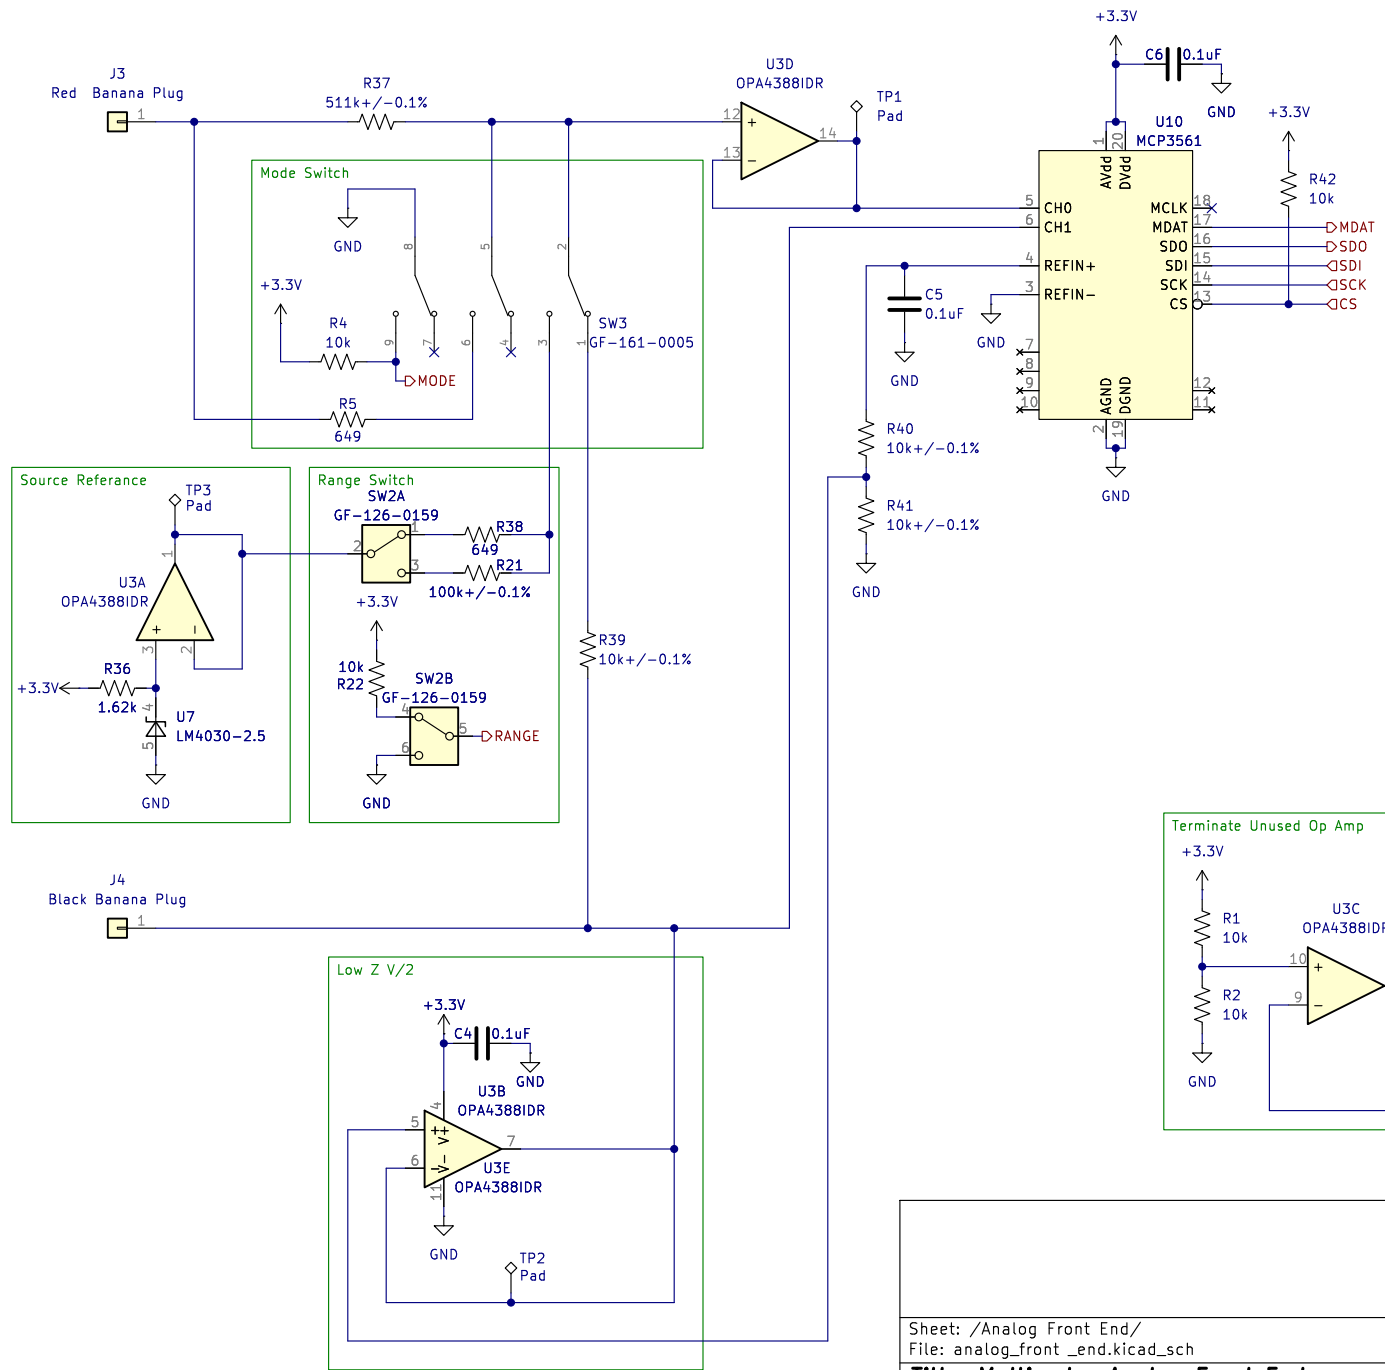 J3
Red  Banana Plug
1
R37
511k+/-0.1%
U3D
OPA4388IDR
12
13
+
-
14
TP1
Pad
+3.3V
C6
0.1uF
GND
U10
MCP3561
+3.3V
R42
10k
1
20
AVdd
DVdd
5
CH0
6
CH1
4
REFIN+
3
REFIN-
7
8
9
10
MCLK
18
MDAT
17
MDAT
SDO
16
SDO
SDI
15
SDI
SCK
14
SCK
CS
13
CS
12
11
AGND
DGND
2
19
GND
GND
C5
0.1uF
GND
R40
10k+/-0.1%
R41
10k+/-0.1%
GND
Mode Switch
GND
8
5
2
+3.3V
R4
10k
9
7
6
4
3
1
SW3
GF-161-0005
MODE
R5
649
Source Referance
TP3
Pad
1
U3A
OPA4388IDR
+
-
3
2
R36
+3.3V
1.62k
4
5
U7
LM4030-2.5
GND
Range Switch
SW2A
GF-126-0159
2
1
3
R38
649
R21
100k+/-0.1%
+3.3V
10k
R22
SW2B
GF-126-0159
4
5
6
RANGE
GND
R39
10k+/-0.1%
J4
Black Banana Plug
1
Low Z V/2
+3.3V
C4
0.1uF
GND
U3B
OPA4388IDR
4
5
6
+
V+
-
V-
7
11
U3E
OPA4388IDR
GND
TP2
Pad
Terminate Unused Op Amp
+3.3V
R1
10k
R2
10k
GND
U3C
OPA4388IDR
10
9
+
-
Sheet: /Analog Front End/
File: analog_front _end.kicad_sch